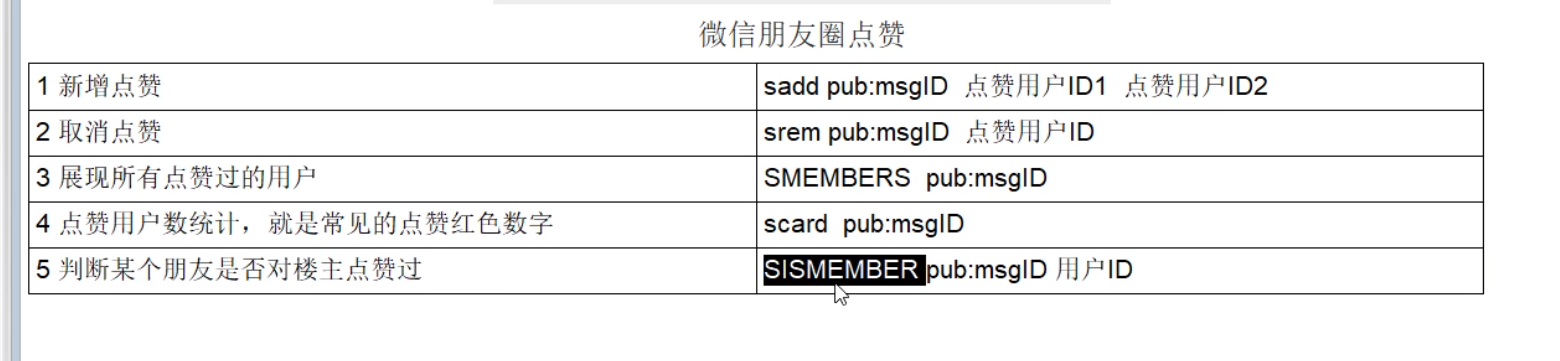 微信朋友圈点赞
1 新增点赞 sadd pub:msgID 点赞用户ID1 点赞用户ID2
2 取消点赞 srem pub:msgID 点赞用户ID
3 展现所有点赞过的用户 SMEMBERS pub:msgID
4 点赞用户数统计，就是常见的点赞红色数字 scard pub:msgID
5 判断某个朋友是否对楼主点赞过 SISMEMBER pub:msgID 用户ID